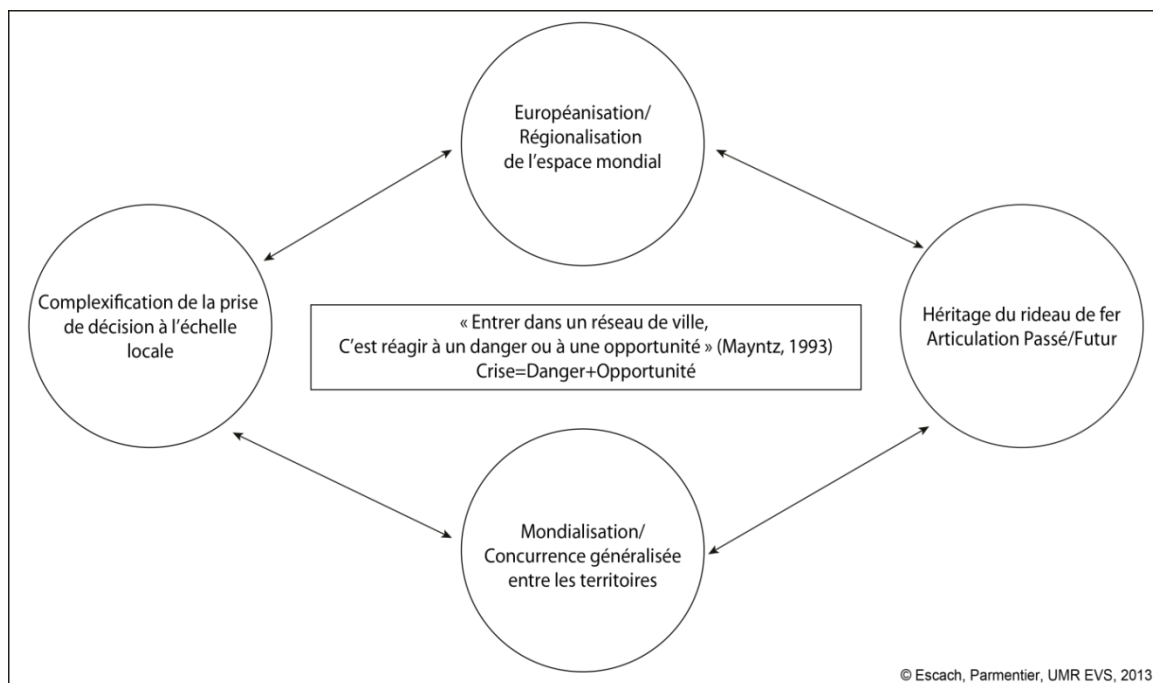 Européanisation/
Régionalisation
de l'espace mondial
Complexification de la prise
de décision à l'échelle
locale
« Entrer dans un réseau de ville,
C'est réagir à un danger ou à une opportunité » (Mayntz, 1993)
Crise=Danger+Opportunité
Héritage du rideau de fer
Articulation Passé/Futur
Mondialisation/
Concurrence généralisée
entre les territoires
© Escach, Parmentier, UMR EVS, 2013